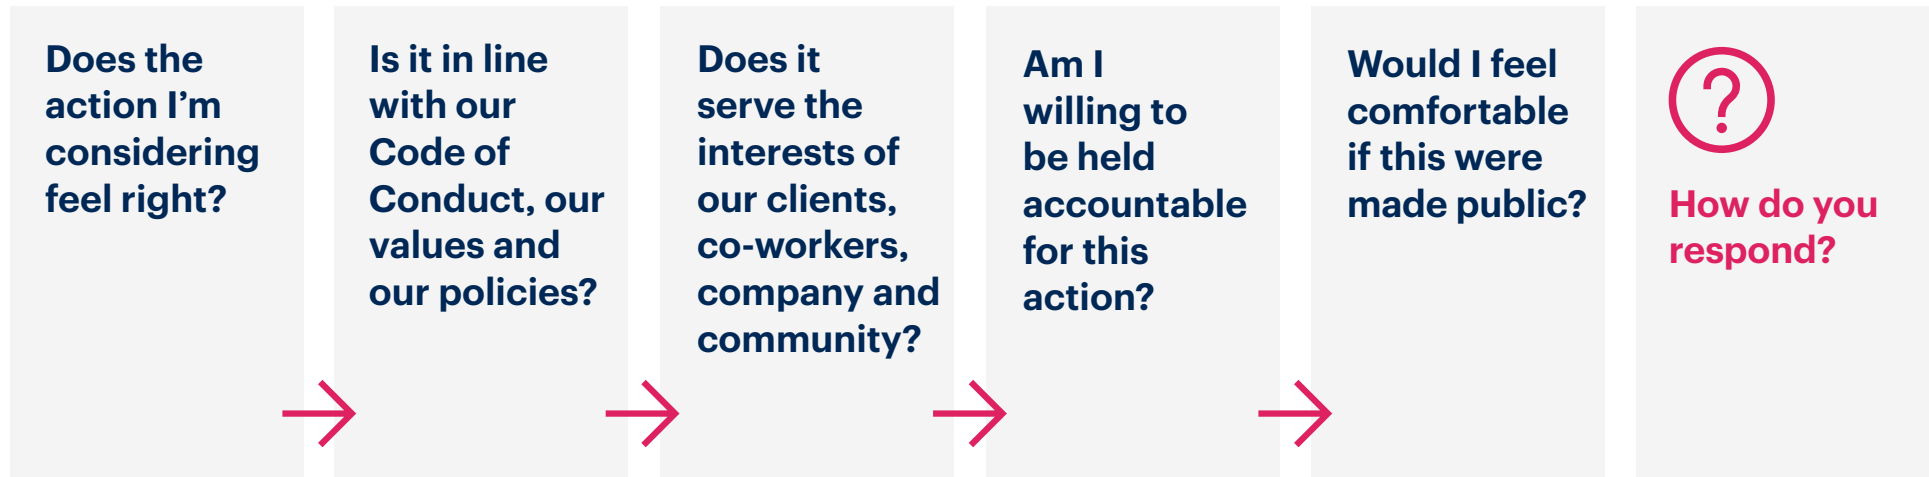 Does the
action I’m
considering
feel right?
Is it in line
with our
Code of
Conduct, our
values and
our policies?
Does it
serve the
interests of
our clients,
co-workers,
company and
community?
Am I
willing to
be held
accountable
for this
action?
Would I feel
comfortable
if this were
made public?
?
How do you
respond?